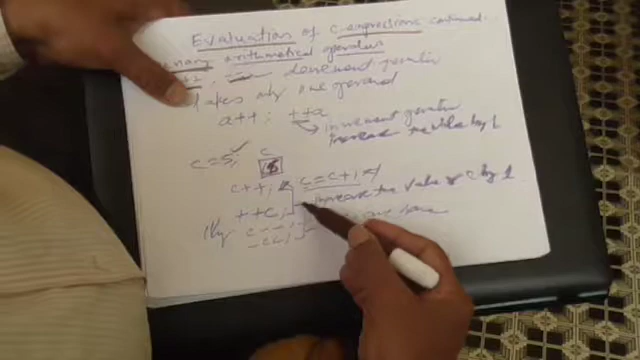 Evaluation of c expressions continued.
unary arithmetical operators
decrement operator
Takes only one operand
a++; ++a
increment operator
increase the value by 1
c=5; c
c++; c=c+1
increase the value of c by 1
++c;
lly c--;
--c;